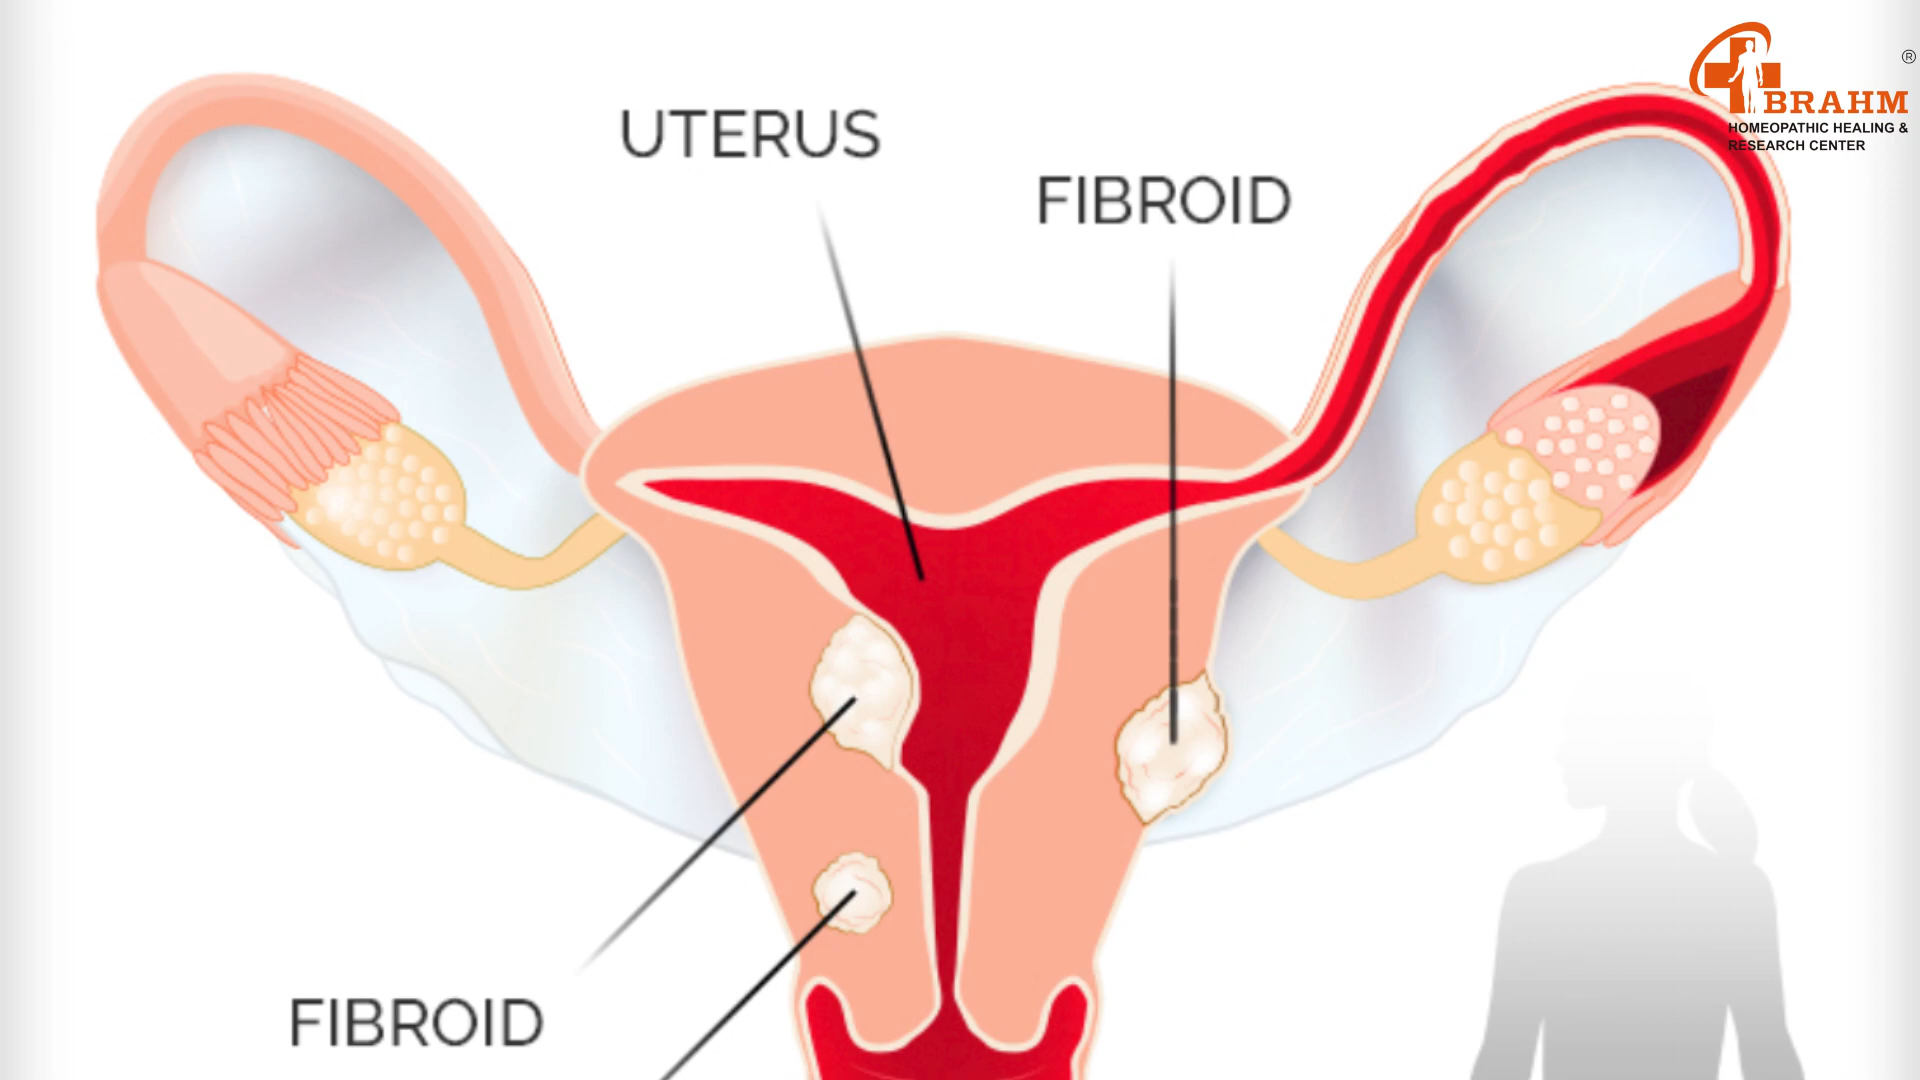 BRAHM
®
HOMEOPATHIC HEALING &
RESEARCH CENTER
UTERUS
FIBROID
FIBROID